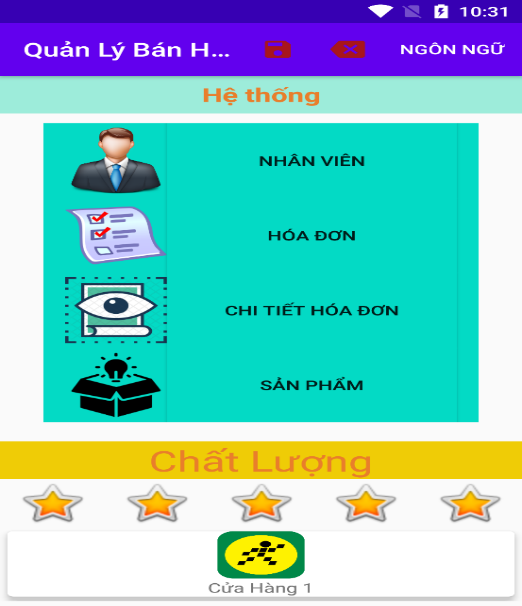 10:31
Quản Lý Bán H...
NGÔN NGỮ
Hệ thống
NHÂN VIÊN
HÓA ĐƠN
CHI TIẾT HÓA ĐƠN
SẢN PHẨM
Chất Lượng
Cửa Hàng 1